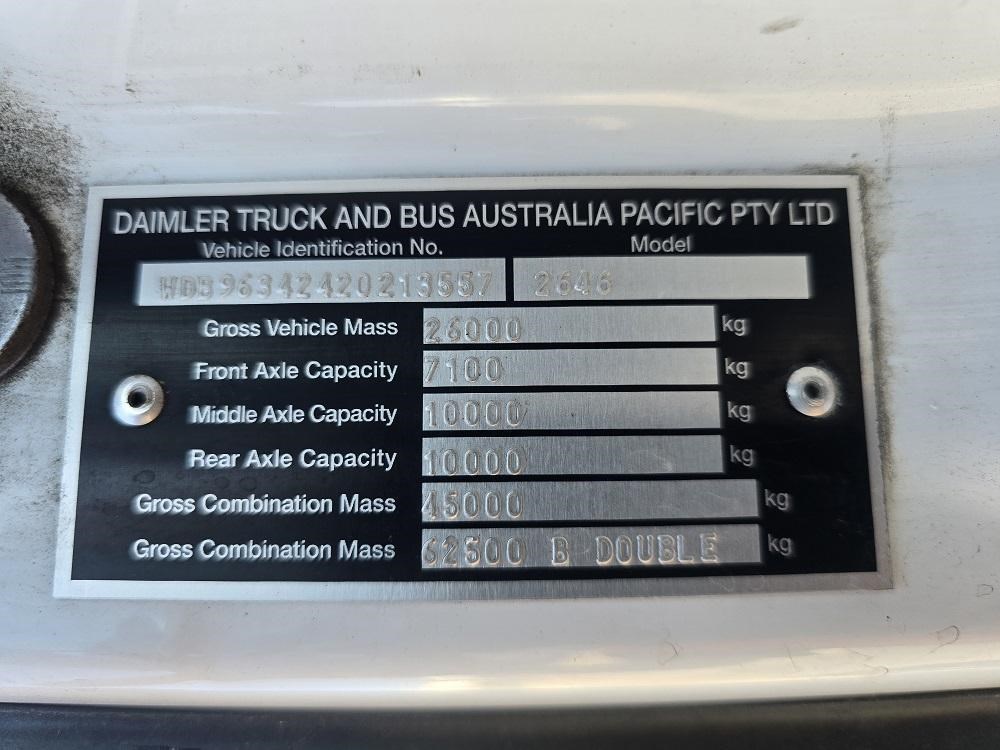 DAIMLER TRUCK AND BUS AUSTRALIA PACIFIC PTY LTD
Vehicle Identification No. Model
WDB96342420213557 2646
Gross Vehicle Mass 26000 kg
Front Axle Capacity 7100 kg
Middle Axle Capacity 10000 kg
Rear Axle Capacity 10000 kg
Gross Combination Mass 45000 kg
Gross Combination Mass 62500 B DOUBLE kg